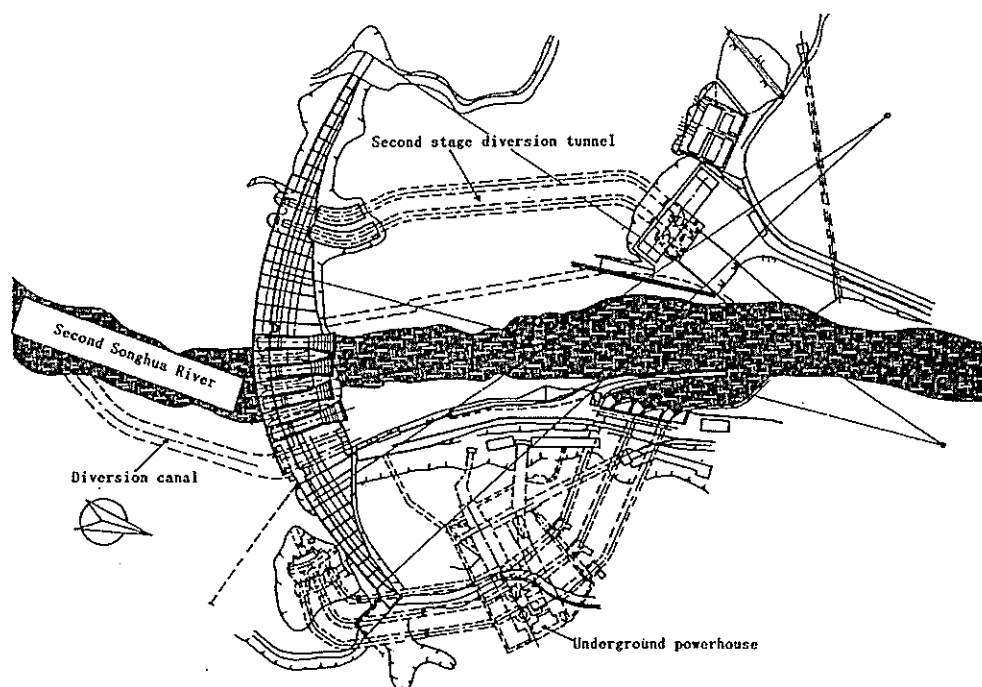 Second stage diversion tunnel
Second Songhua River
Diversion canal
Underground powerhouse